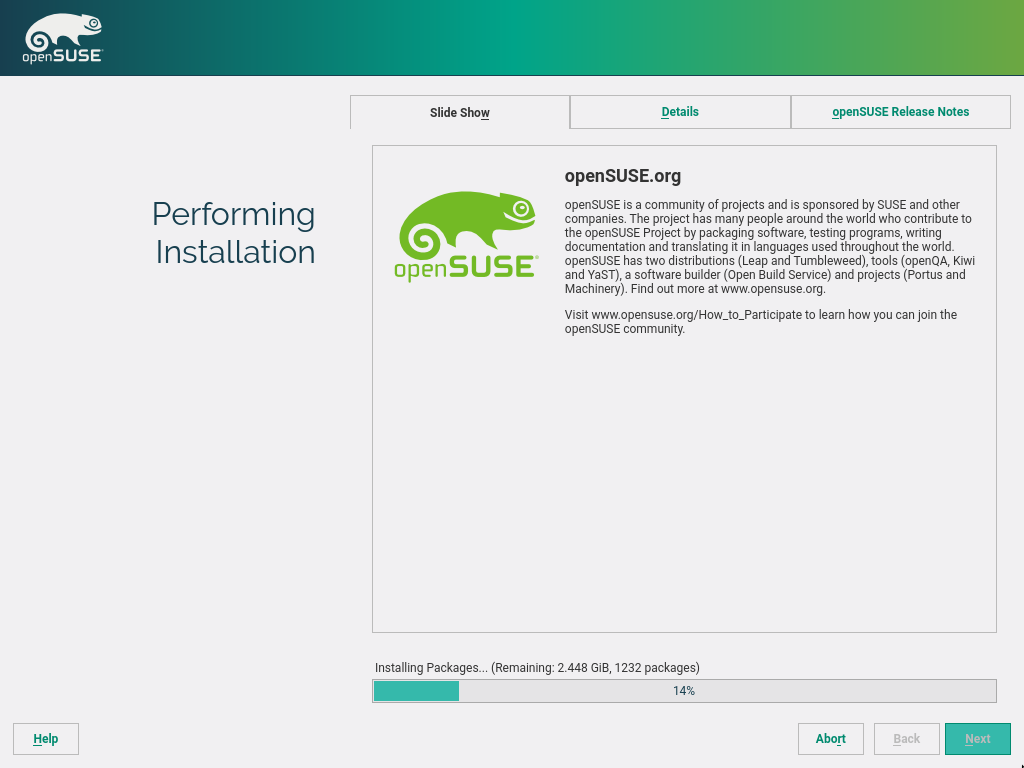 openSUSE
Slide Show
Details
openSUSE Release Notes
Performing
Installation
openSUSE
openSUSE.org
openSUSE is a community of projects and is sponsored by SUSE and other
companies. The project has many people around the world who contribute to
the openSUSE Project by packaging software, testing programs, writing
documentation and translating it in languages used throughout the world.
openSUSE has two distributions (Leap and Tumbleweed), tools (openQA, Kiwi
and YaST), a software builder (Open Build Service) and projects (Portus and
Machinery). Find out more at www.opensuse.org.
Visit www.opensuse.org/How_to_Participate to learn how you can join the
openSUSE community.
Installing Packages... (Remaining: 2.448 GiB, 1232 packages)
14%
Help
Abort
Back
Next